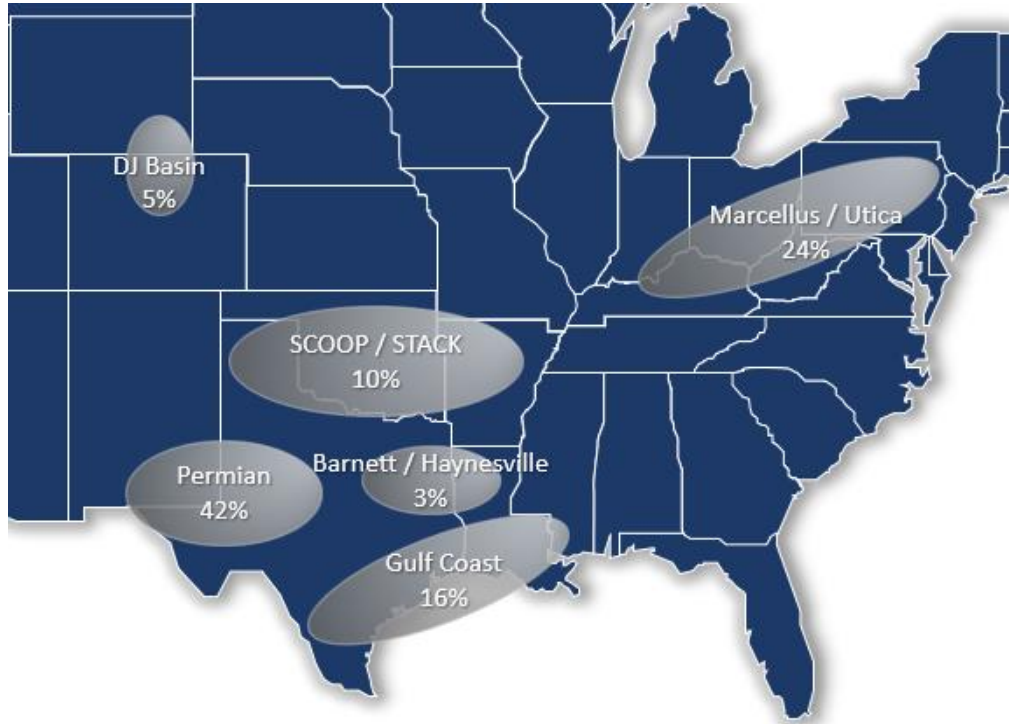 DJ Basin
5%
Marcellus / Utica
24%
SCOOP / STACK
10%
Barnett / Haynesville
3%
Permian
42%
Gulf Coast
16%